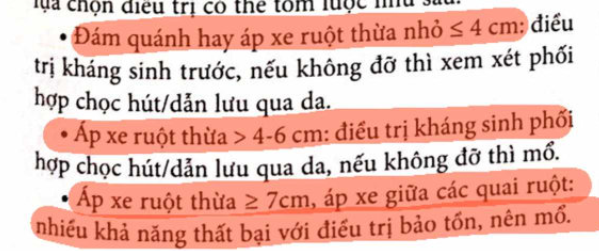 lựa chọn điều trị có thể tóm lược như sau:
• Đám quánh hay áp xe ruột thừa nhỏ ≤ 4 cm: điều
trị kháng sinh trước, nếu không đỡ thì xem xét phối
hợp chọc hút/dẫn lưu qua da.
• Áp xe ruột thừa > 4-6 cm: điều trị kháng sinh phối
hợp chọc hút/dẫn lưu qua da, nếu không đỡ thì mổ.
• Áp xe ruột thừa ≥ 7cm, áp xe giữa các quai ruột:
nhiều khả năng thất bại với điều trị bảo tồn, nên mổ.